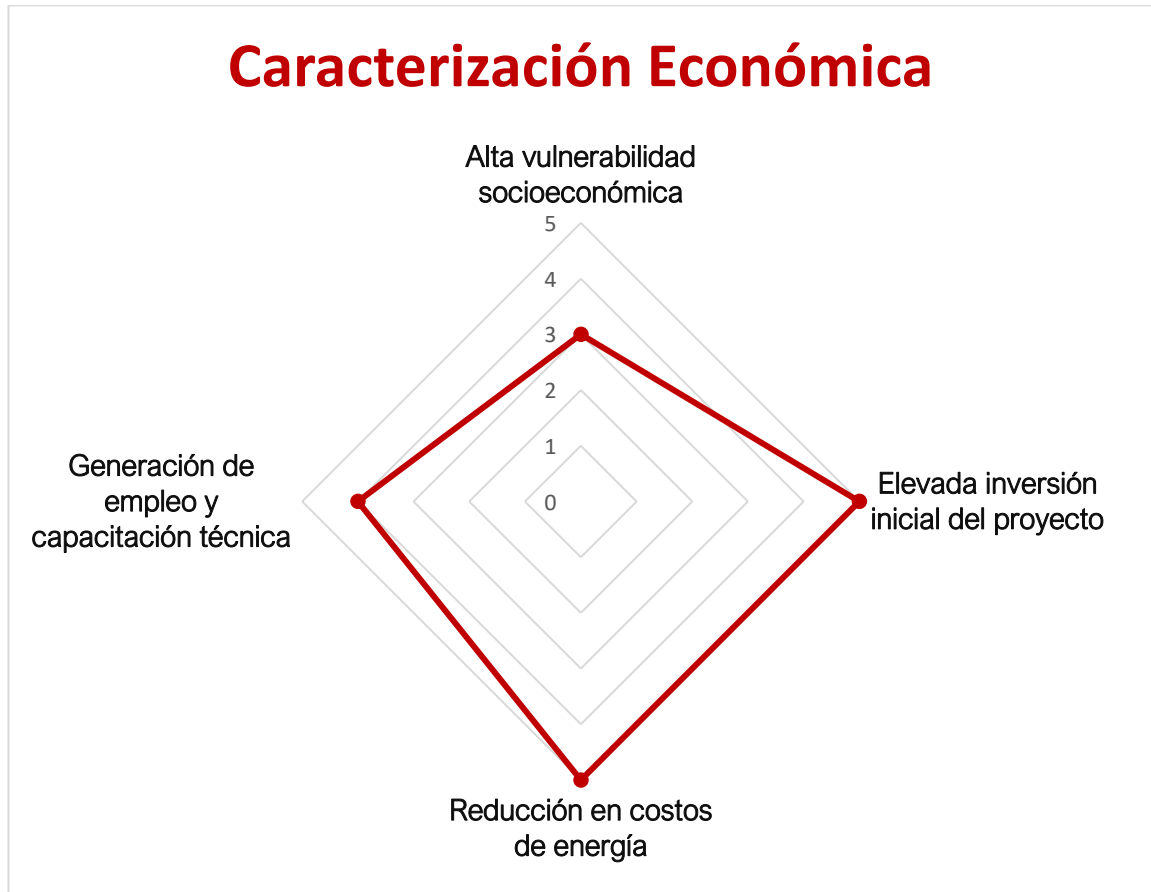 Caracterización Económica
Alta vulnerabilidad
socioeconómica
5
4
3
2
1
0
Elevada inversión
inicial del proyecto
Reducción en costos
de energía
Generación de
empleo y
capacitación técnica